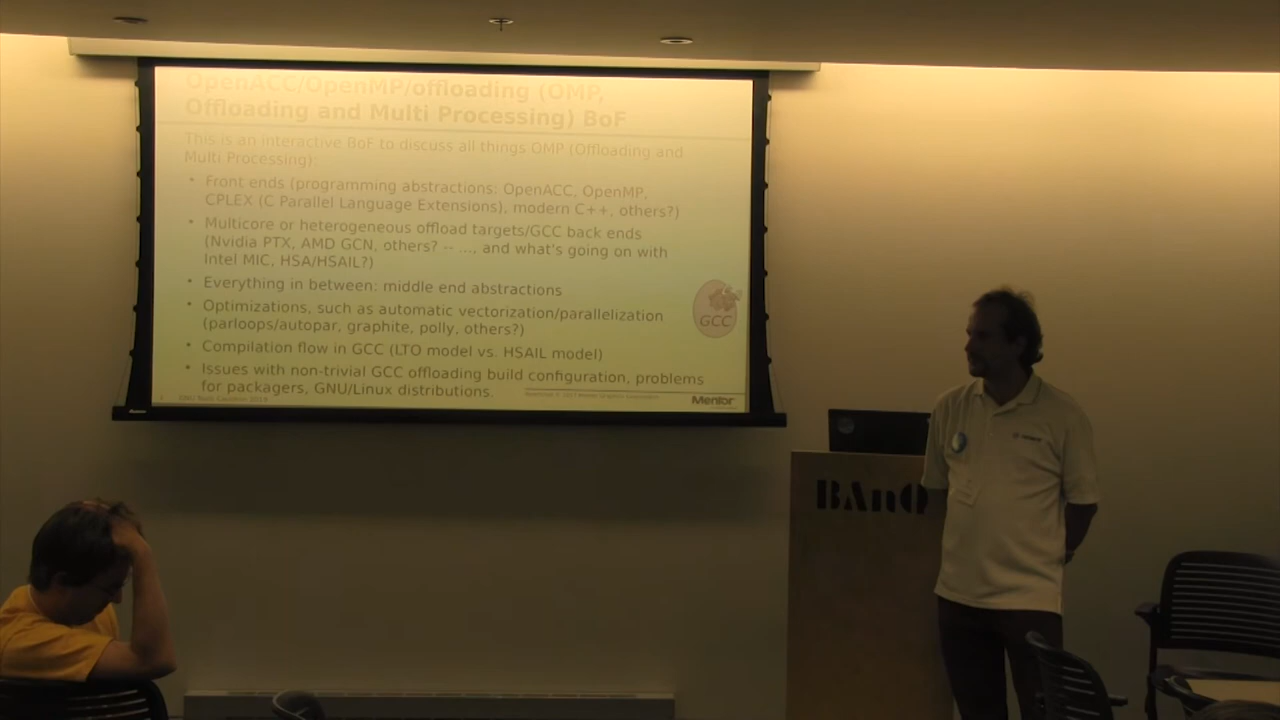 OpenACC/OpenMP/offloading (OMP,
Offloading and Multi Processing) BoF
This is an interactive BoF to discuss all things OMP (Offloading and
Multi Processing):
• Front ends (programming abstractions: OpenACC, OpenMP,
CPLEX (C Parallel Language Extensions), modern C++, others?)
• Multicore or heterogeneous offload targets/GCC back ends
(Nvidia PTX, AMD GCN, others? -- ..., and what's going on with
Intel MIC, HSA/HSAIL?)
• Everything in between: middle end abstractions
• Optimizations, such as automatic vectorization/parallelization
(parloops/autopar, graphite, polly, others?)
• Compilation flow in GCC (LTO model vs. HSAIL model)
• Issues with non-trivial GCC offloading build configuration, problems
for packagers, GNU/Linux distributions.
GCC
GNU Tools Cauldron 2019
Mentor
BAnQ